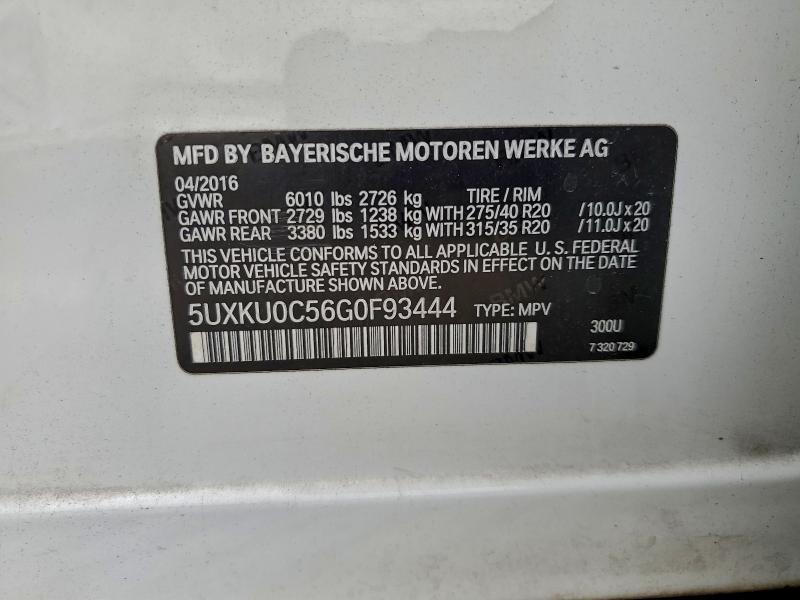 MFD BY BAYERISCHE MOTOREN WERKE AG
04/2016
GVWR 6010 lbs 2726 kg TIRE / RIM
GAWR FRONT 2729 lbs 1238 kg WITH 275/40 R20 / 10.0J x 20
GAWR REAR 3380 lbs 1533 kg WITH 315/35 R20 / 11.0J x 20
THIS VEHICLE CONFORMS TO ALL APPLICABLE U. S. FEDERAL
MOTOR VEHICLE SAFETY STANDARDS IN EFFECT ON THE DATE
OF MANUFACTURE SHOWN ABOVE.
5UXKU0C56G0F93444 TYPE: MPV
300U
7 320 729